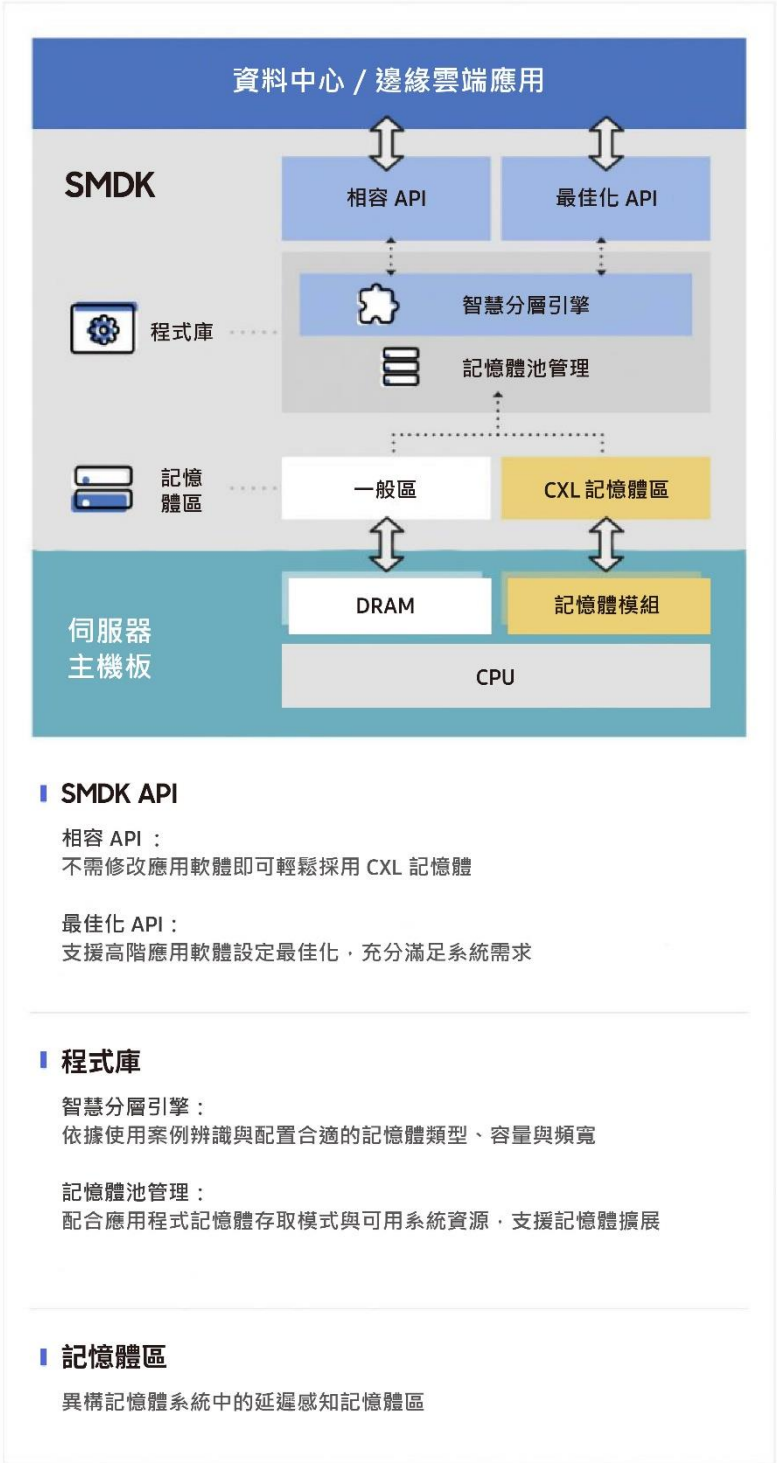 資料中心 / 邊緣雲端應用
SMDK
相容 API
最佳化 API
智慧分層引擎
程式庫
記憶體池管理
記憶
體區
一般區
CXL 記憶體區
DRAM
記憶體模組
伺服器
主機板
CPU
SMDK API
相容 API :
不需修改應用軟體即可輕鬆採用 CXL 記憶體
最佳化 API :
支援高階應用軟體設定最佳化,充分滿足系統需求
程式庫
智慧分層引擎 :
依據使用案例辨識與配置合適的記憶體類型、容量與頻寬
記憶體池管理 :
配合應用程式記憶體存取模式與可用系統資源,支援記憶體擴展
記憶體區
異構記憶體系統中的延遲感知記憶體區